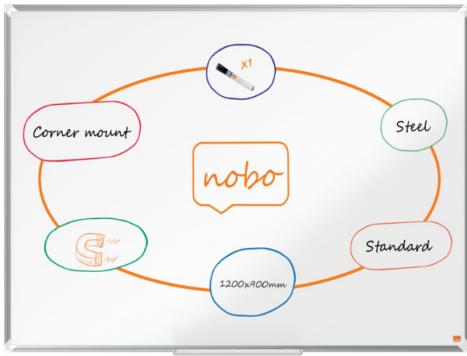 x1
Corner mount
Steel
nobo
Standard
1200x900mm